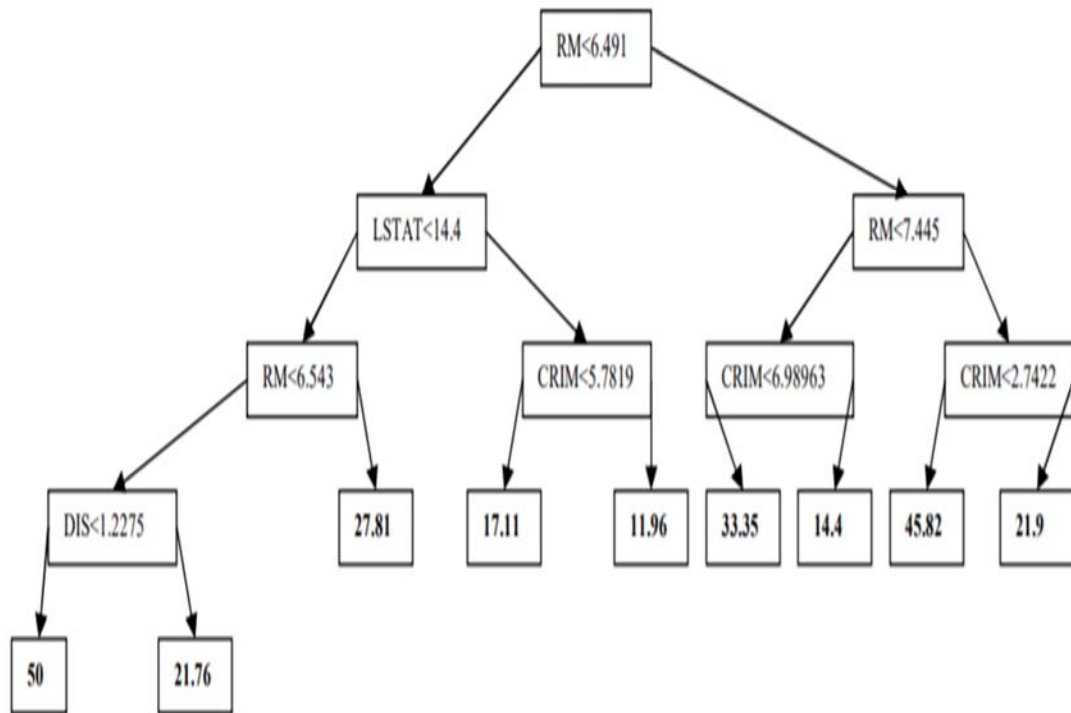 RM<6.491
LSTAT<14.4
RM<7.445
RM<6.543
CRIM<5.7819
CRIM<6.98963
CRIM<2.7422
DIS<1.2275
27.81
17.11
11.96
33.35
14.4
45.82
21.9
50
21.76